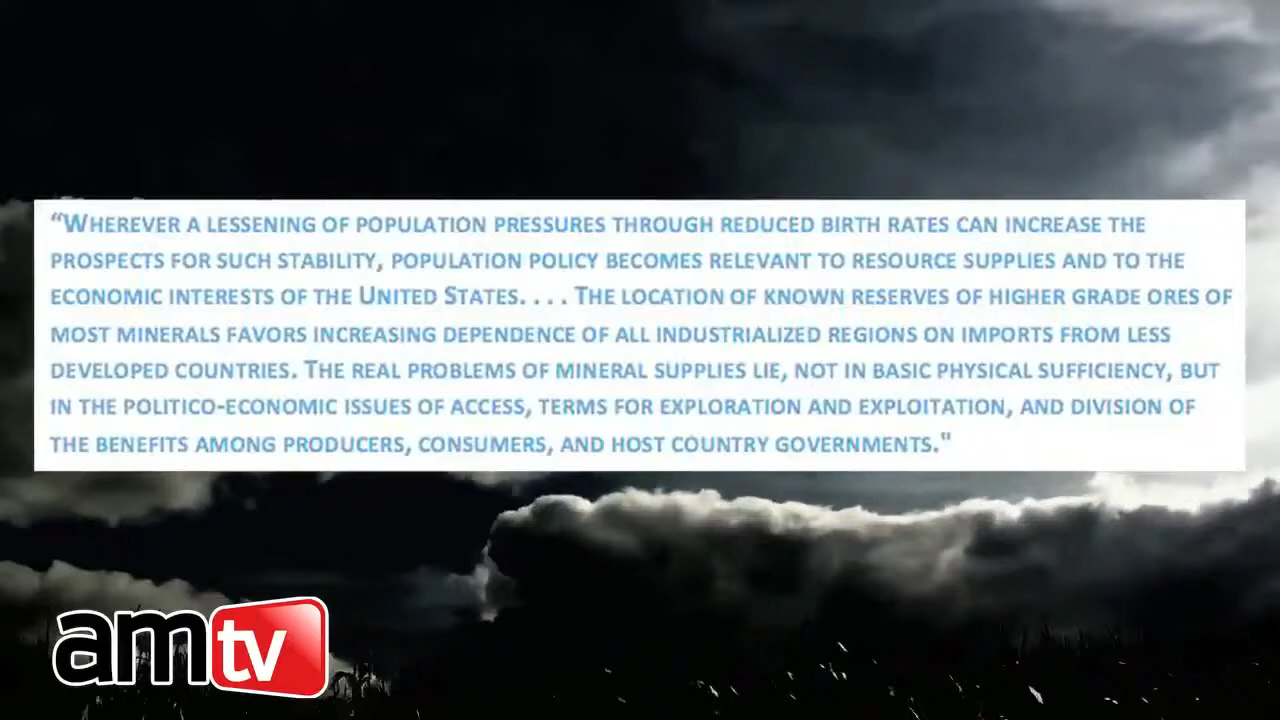 “WHEREVER A LESSENING OF POPULATION PRESSURES THROUGH REDUCED BIRTH RATES CAN INCREASE THE
PROSPECTS FOR SUCH STABILITY, POPULATION POLICY BECOMES RELEVANT TO RESOURCE SUPPLIES AND TO THE
ECONOMIC INTERESTS OF THE UNITED STATES. . . . THE LOCATION OF KNOWN RESERVES OF HIGHER GRADE ORES OF
MOST MINERALS FAVORS INCREASING DEPENDENCE OF ALL INDUSTRIALIZED REGIONS ON IMPORTS FROM LESS
DEVELOPED COUNTRIES. THE REAL PROBLEMS OF MINERAL SUPPLIES LIE, NOT IN BASIC PHYSICAL SUFFICIENCY, BUT
IN THE POLITICO-ECONOMIC ISSUES OF ACCESS, TERMS FOR EXPLORATION AND EXPLOITATION, AND DIVISION OF
THE BENEFITS AMONG PRODUCERS, CONSUMERS, AND HOST COUNTRY GOVERNMENTS."
amtv